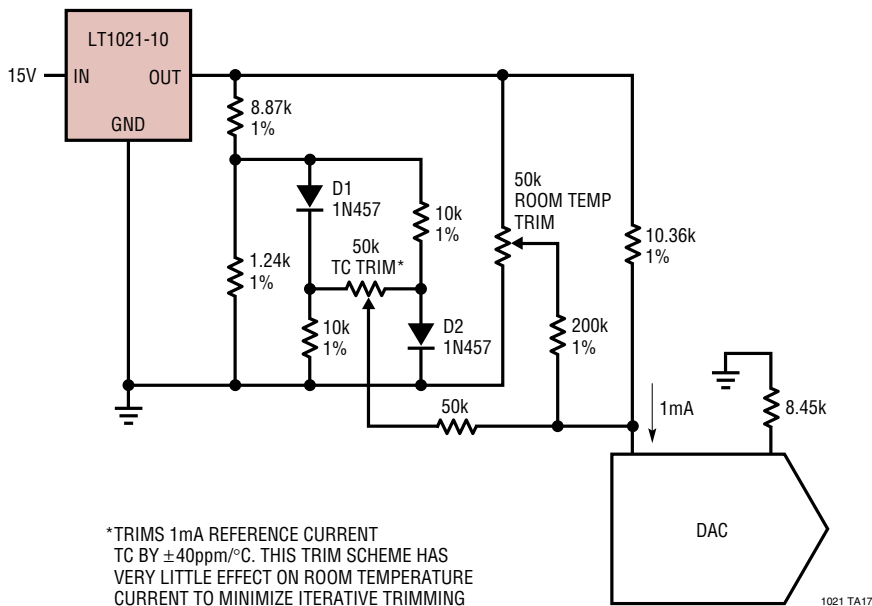 LT1021-10
15V
IN
OUT
GND
8.87k
1%
D1
1N457
10k
1%
50k
ROOM TEMP
TRIM
10.36k
1%
50k
TC TRIM*
1.24k
1%
10k
1%
D2
1N457
200k
1%
50k
1mA
8.45k
DAC
*TRIMS 1mA REFERENCE CURRENT
TC BY ±40ppm/°C. THIS TRIM SCHEME HAS
VERY LITTLE EFFECT ON ROOM TEMPERATURE
CURRENT TO MINIMIZE ITERATIVE TRIMMING
1021 TA17